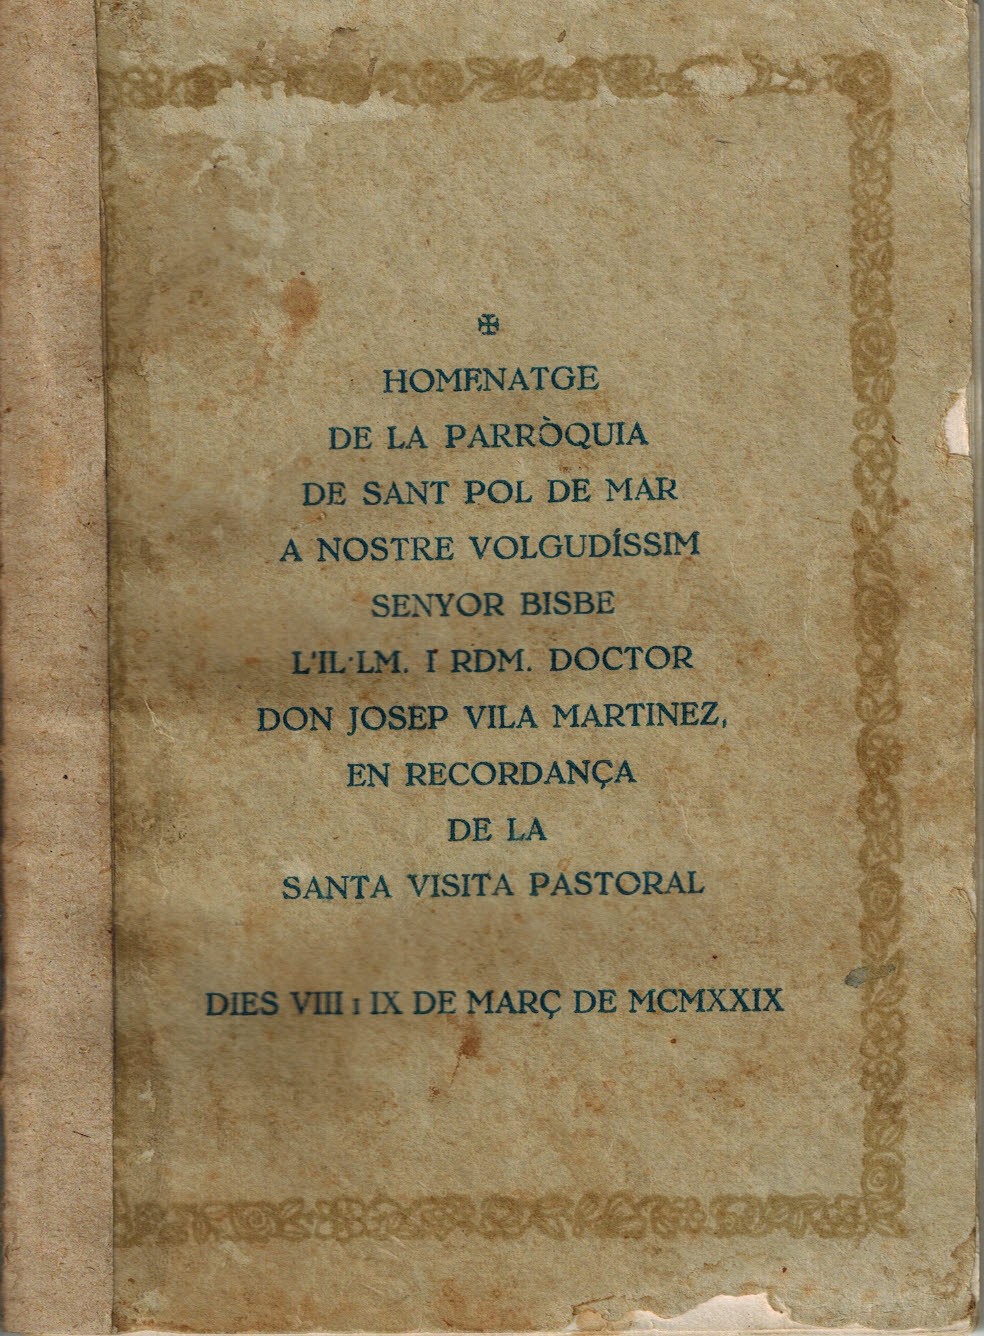 ✠
HOMENATGE
DE LA PARRÒQUIA
DE SANT POL DE MAR
A NOSTRE VOLGUDÍSSIM
SENYOR BISBE
L'IL·LM. I RDM. DOCTOR
DON JOSEP VILA MARTINEZ,
EN RECORDANÇA
DE LA
SANTA VISITA PASTORAL
DIES VIII i IX DE MARÇ DE MCMXXIX